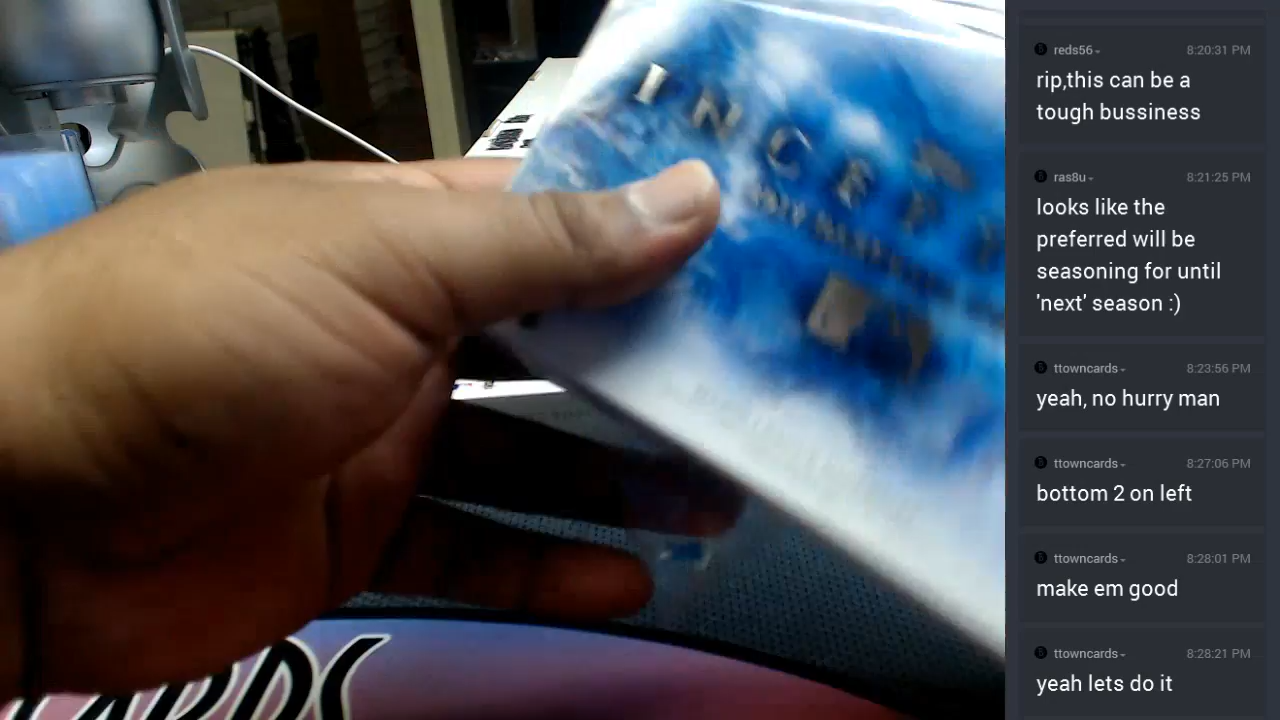 INCEP
CARDS
reds56
8:20:31 PM
rip,this can be a
tough bussiness
ras8u
8:21:25 PM
looks like the
preferred will be
seasoning for until
'next' season :)
ttowncards
8:23:56 PM
yeah, no hurry man
ttowncards
8:27:06 PM
bottom 2 on left
ttowncards
8:28:01 PM
make em good
ttowncards
8:28:21 PM
yeah lets do it